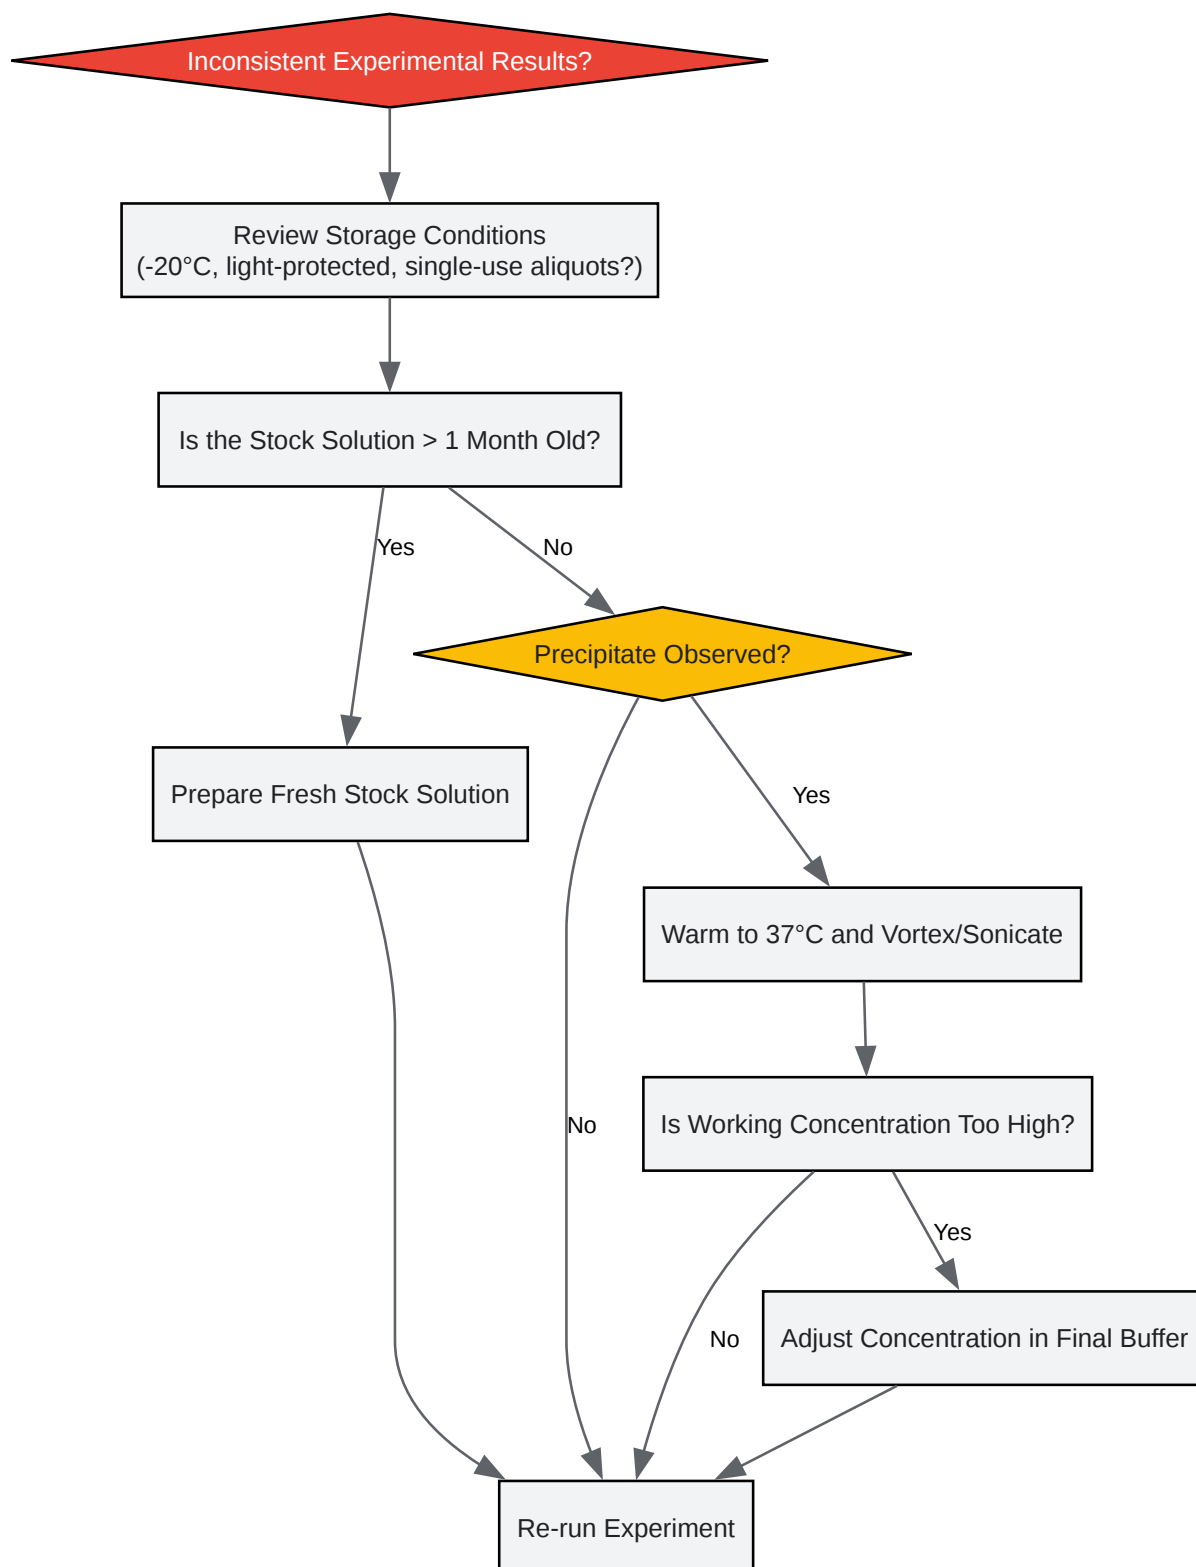 Inconsistent Experimental Results?
Review Storage Conditions
(-20°C, light-protected, single-use aliquots?)
Is the Stock Solution > 1 Month Old?
Yes
No
Precipitate Observed?
Prepare Fresh Stock Solution
Yes
Warm to 37°C and Vortex/Sonicate
No
Is Working Concentration Too High?
Yes
No
Adjust Concentration in Final Buffer
Re-run Experiment